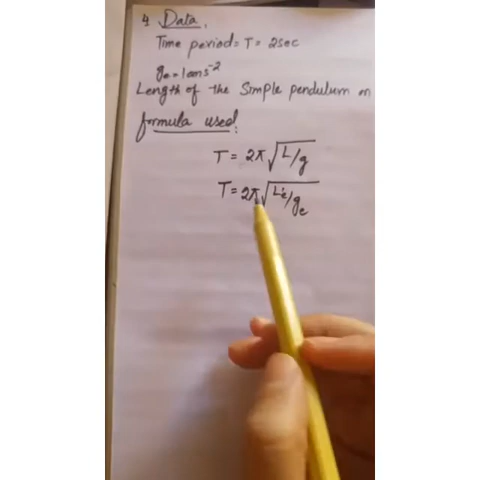 4 Data.
Time period = T = 2sec
ge = 10ms⁻²
Length of the Simple pendulum on
formula used:
T = 2π√L/g
T = 2π√Le/ge